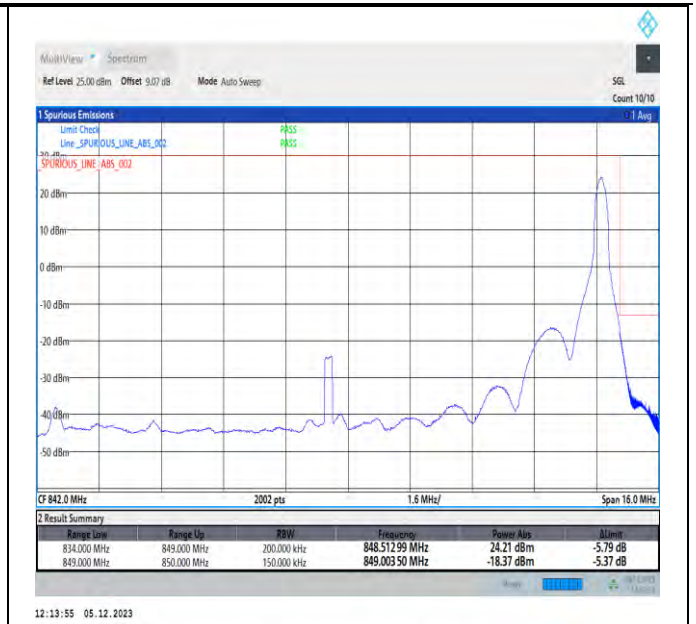 MultiView Spectrum
Ref Level 25.00 dBm Offset 9.07 dB Mode Auto Sweep SGL
Count 10/10
1 Spurious Emissions 1 Avg
Limit Check PASS
Line _SPURIOUS_LINE_ABS_002 PASS
30 dBm
_SPURIOUS_LINE_ABS_002
20 dBm
10 dBm
0 dBm
-10 dBm
-20 dBm
-30 dBm
-40 dBm
-50 dBm
CF 842.0 MHz 2002 pts 1.6 MHz/ Span 16.0 MHz
2 Result Summary
Range Low Range Up RBW Frequency Power Abs ΔLimit
834.000 MHz 849.000 MHz 200.000 kHz 848.51299 MHz 24.21 dBm -5.79 dB
849.000 MHz 850.000 MHz 150.000 kHz 849.00350 MHz -18.37 dBm -5.37 dB
12:13:55 05.12.2023